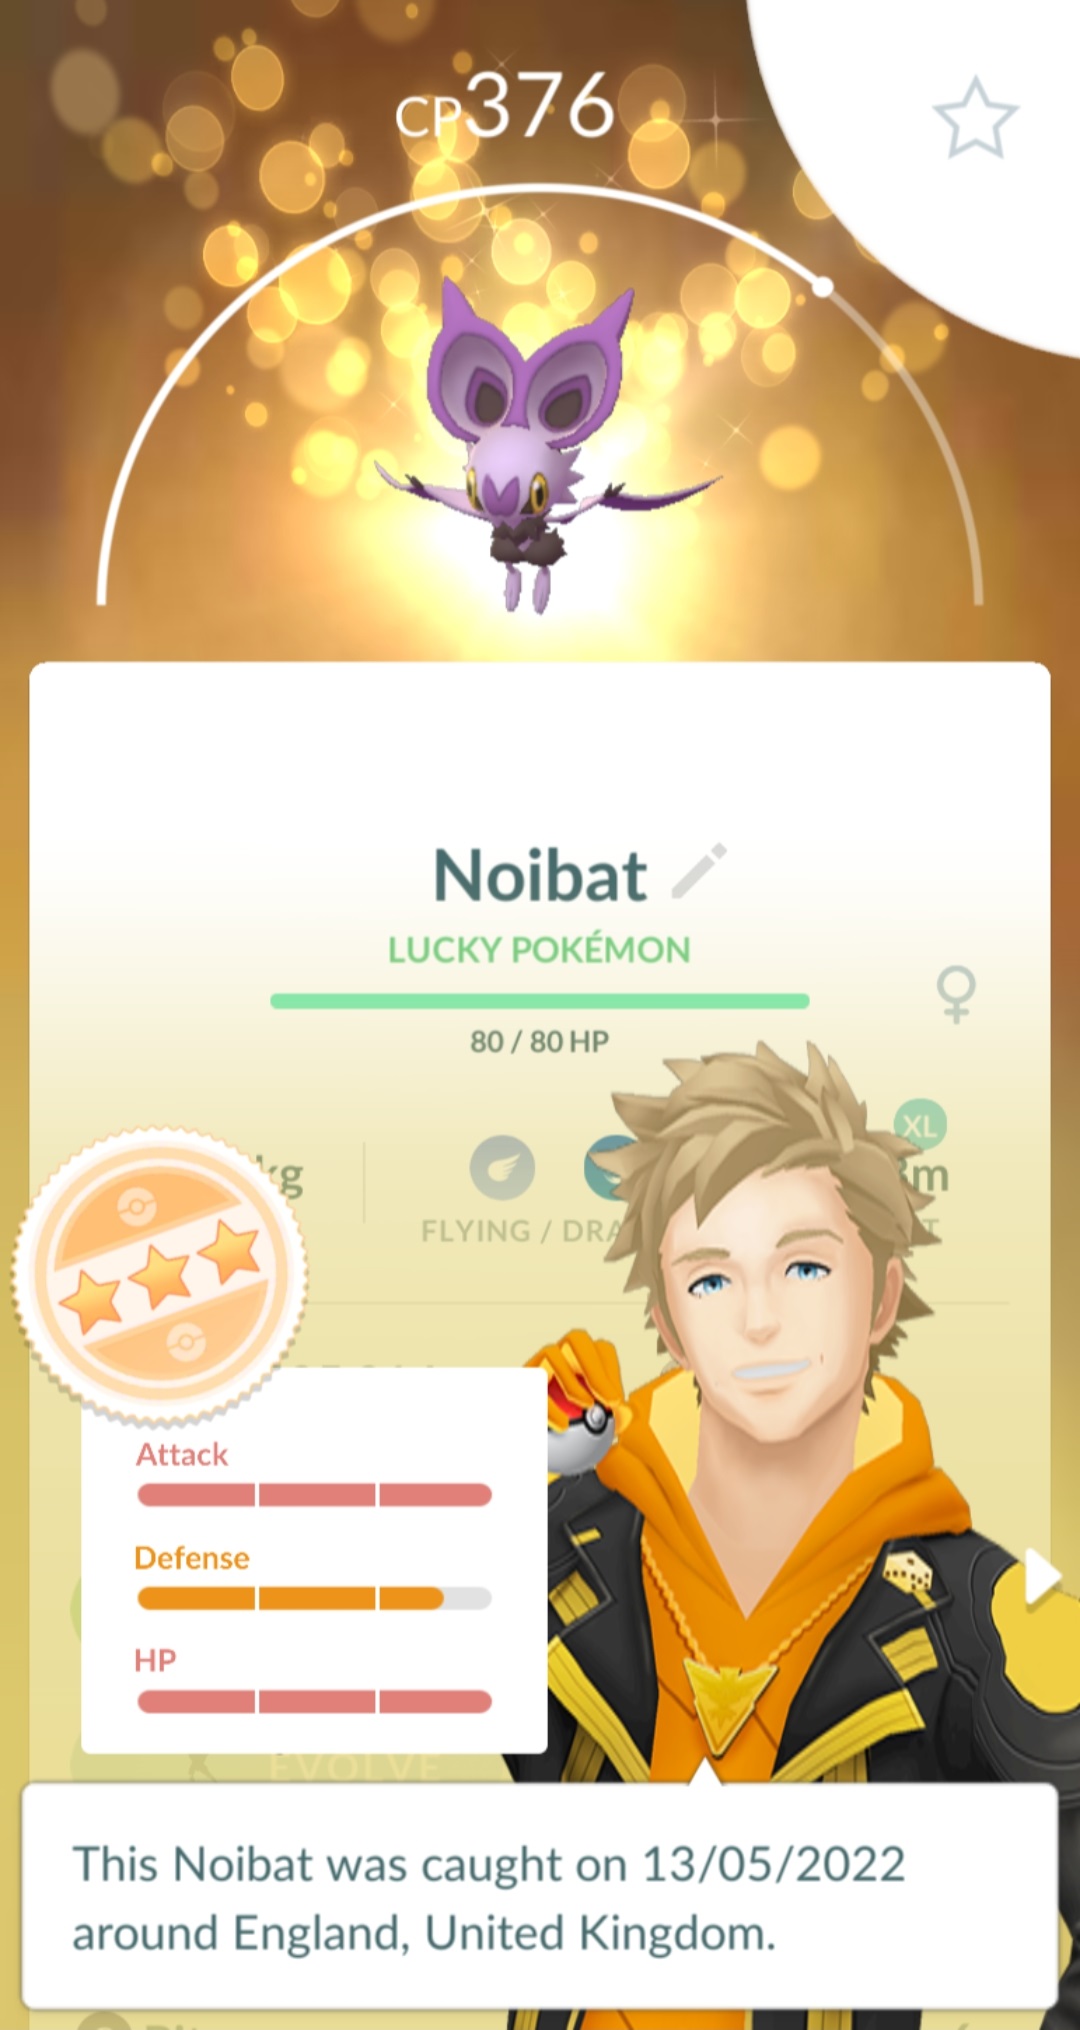 CP376
Noibat
LUCKY POKÉMON
80 / 80 HP
XL
kg
m
FLYING / DRA
Attack
Defense
HP
EVOLVE
This Noibat was caught on 13/05/2022
around England, United Kingdom.